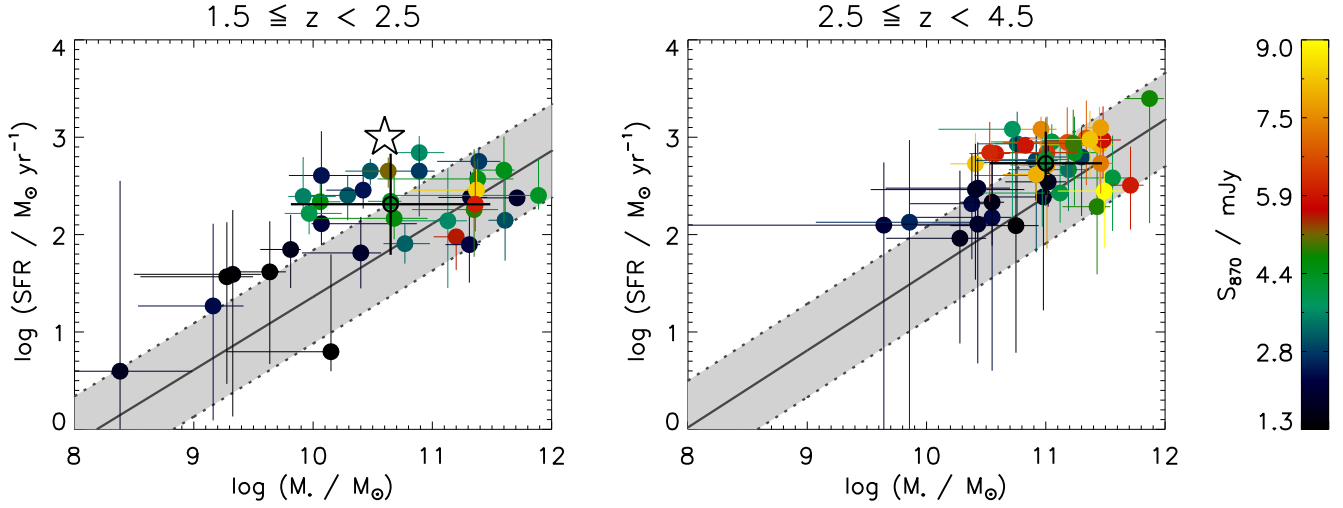 1.5 ≦ z < 2.5
log (SFR / M☉ yr⁻¹)
4
3
2
1
0
8 9 10 11 12
log (M⋆ / M☉)
2.5 ≦ z < 4.5
log (SFR / M☉ yr⁻¹)
4
3
2
1
0
8 9 10 11 12
log (M⋆ / M☉)
S₈₇₀ / mJy
9.0
7.5
5.9
4.4
2.8
1.3